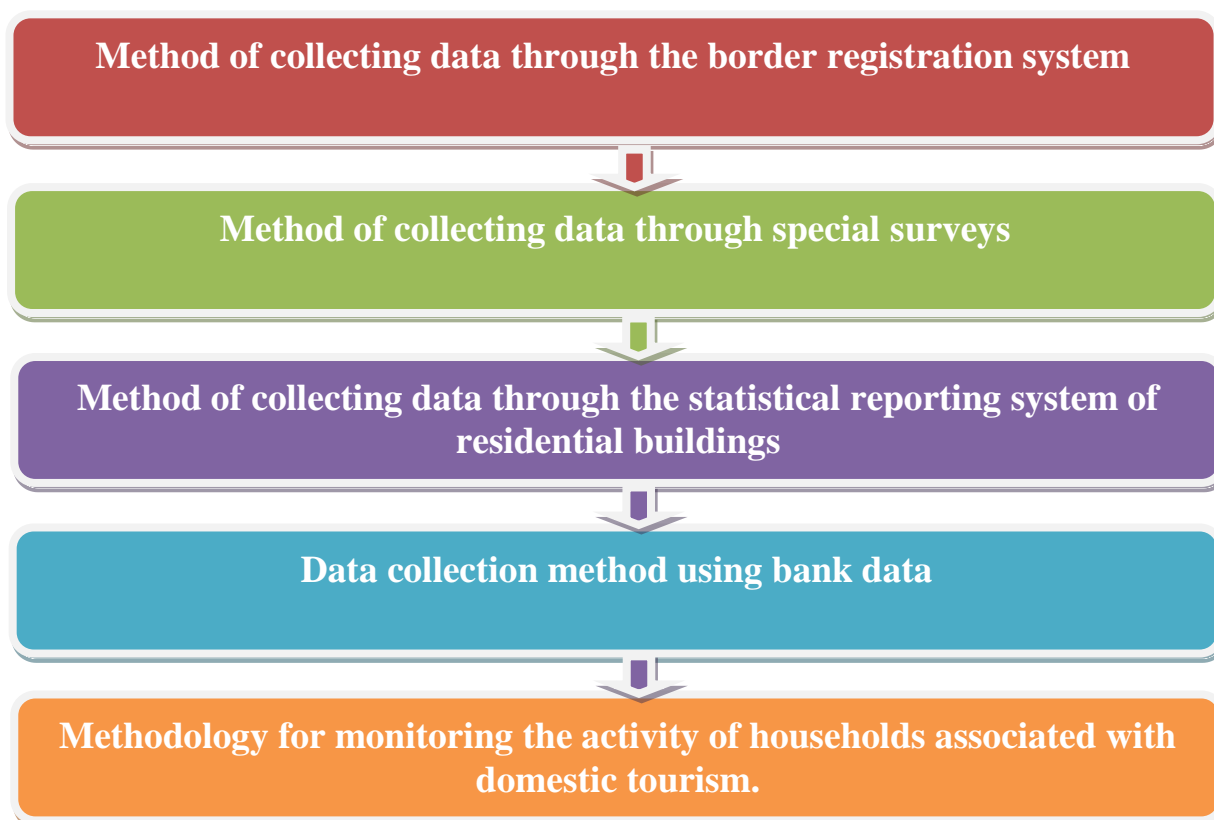 Method of collecting data through the border registration system
Method of collecting data through special surveys
Method of collecting data through the statistical reporting system of
residential buildings
Data collection method using bank data
Methodology for monitoring the activity of households associated with
domestic tourism.